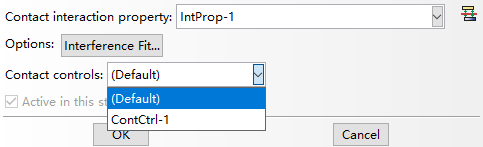 Contact interaction property: IntProp-1
Options: Interference Fit...
Contact controls: (Default)
(Default)
Active in this st
ContCtrl-1
OK Cancel